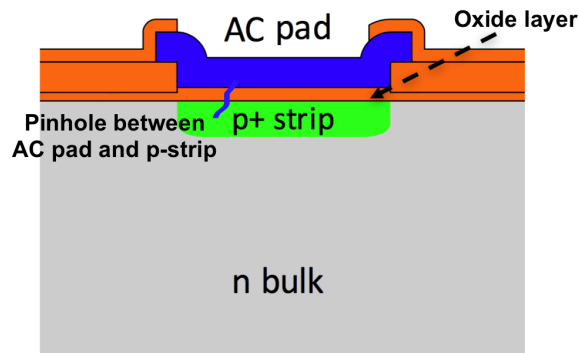 AC pad
Oxide layer
Pinhole between
AC pad and p-strip
p+ strip
n bulk